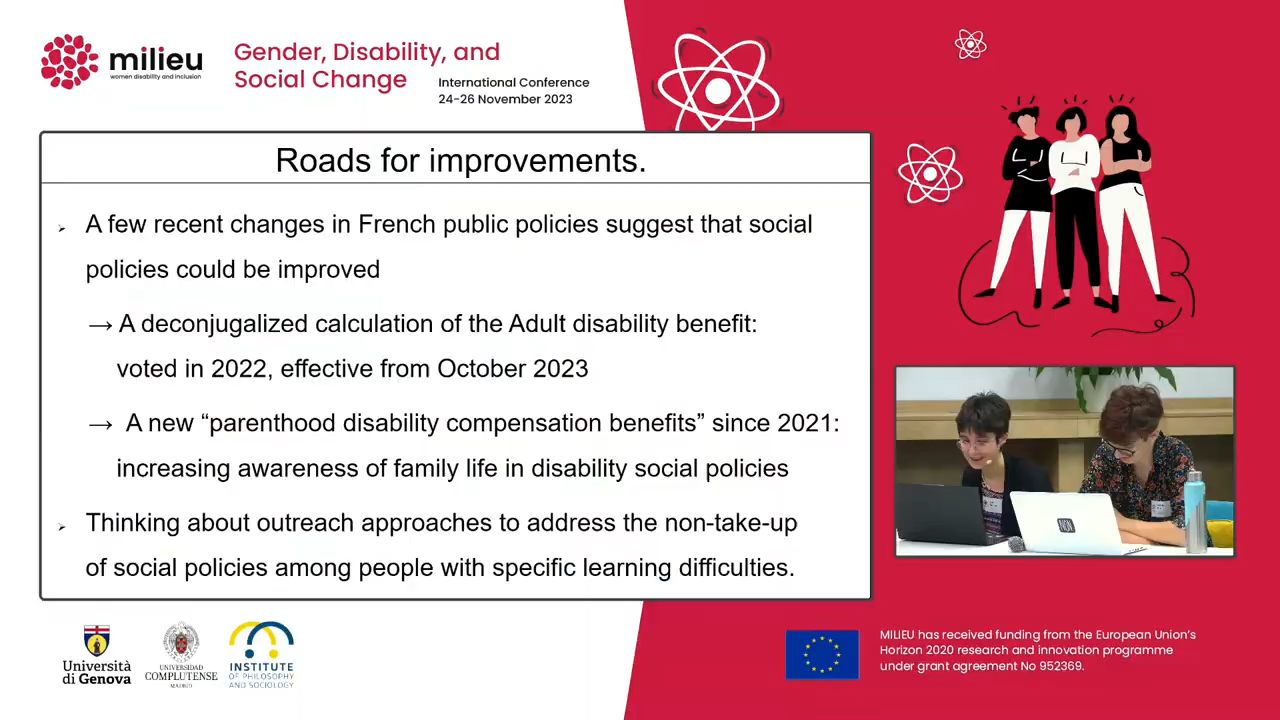 milieu
women disability and inclusion
Gender, Disability, and
Social Change
International Conference
24-26 November 2023
Roads for improvements.
A few recent changes in French public policies suggest that social
policies could be improved
→ A deconjugalized calculation of the Adult disability benefit:
voted in 2022, effective from October 2023
→ A new “parenthood disability compensation benefits” since 2021:
increasing awareness of family life in disability social policies
Thinking about outreach approaches to address the non-take-up
of social policies among people with specific learning difficulties.
NON
Università
di Genova
UNIVERSIDAD
COMPLUTENSE
MADRID
INSTITUTE
OF PHILOSOPHY
AND SOCIOLOGY
MILIEU has received funding from the European Union’s
Horizon 2020 research and innovation programme
under grant agreement No 952369.